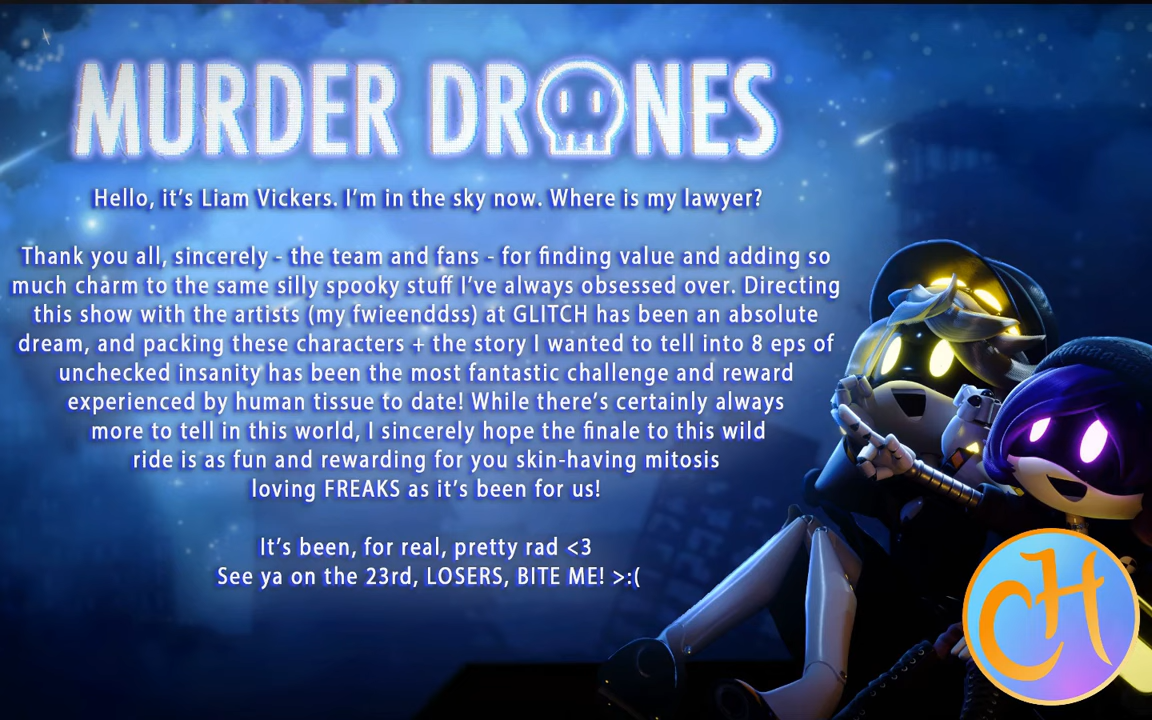 MURDER DRONES
Hello, it's Liam Vickers. I'm in the sky now. Where is my lawyer?
Thank you all, sincerely - the team and fans - for finding value and adding so
much charm to the same silly spooky stuff I've always obsessed over. Directing
this show with the artists (my fwieenddss) at GLITCH has been an absolute
dream, and packing these characters + the story I wanted to tell into 8 eps of
unchecked insanity has been the most fantastic challenge and reward
experienced by human tissue to date! While there's certainly always
more to tell in this world, I sincerely hope the finale to this wild
ride is as fun and rewarding for you skin-having mitosis
loving FREAKS as it's been for us!
It's been, for real, pretty rad <3
See ya on the 23rd, LOSERS, BITE ME! >:(
CH